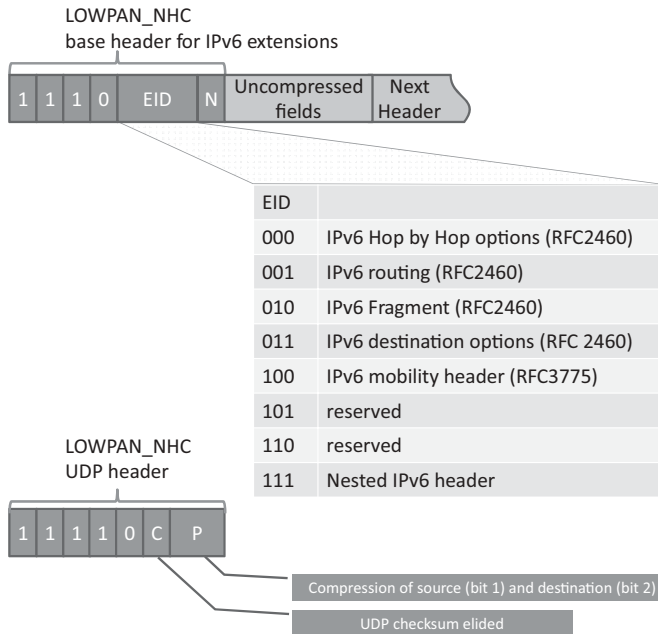 LOWPAN_NHC
base header for IPv6 extensions
1 1 1 0 EID N Uncompressed fields Next Header
EID
000 IPv6 Hop by Hop options (RFC2460)
001 IPv6 routing (RFC2460)
010 IPv6 Fragment (RFC2460)
011 IPv6 destination options (RFC 2460)
100 IPv6 mobility header (RFC3775)
101 reserved
110 reserved
111 Nested IPv6 header
LOWPAN_NHC
UDP header
1 1 1 1 0 C P
Compression of source (bit 1) and destination (bit 2)
UDP checksum elided